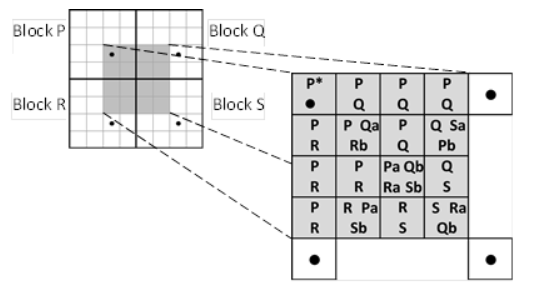 Block P
Block Q
Block R
Block S
P* P P P
Q Q Q
P P Qa P Q Sa
R Rb Q Pb
P P Pa Qb Q
R R Ra Sb S
P R Pa R S Ra
R Sb S Qb